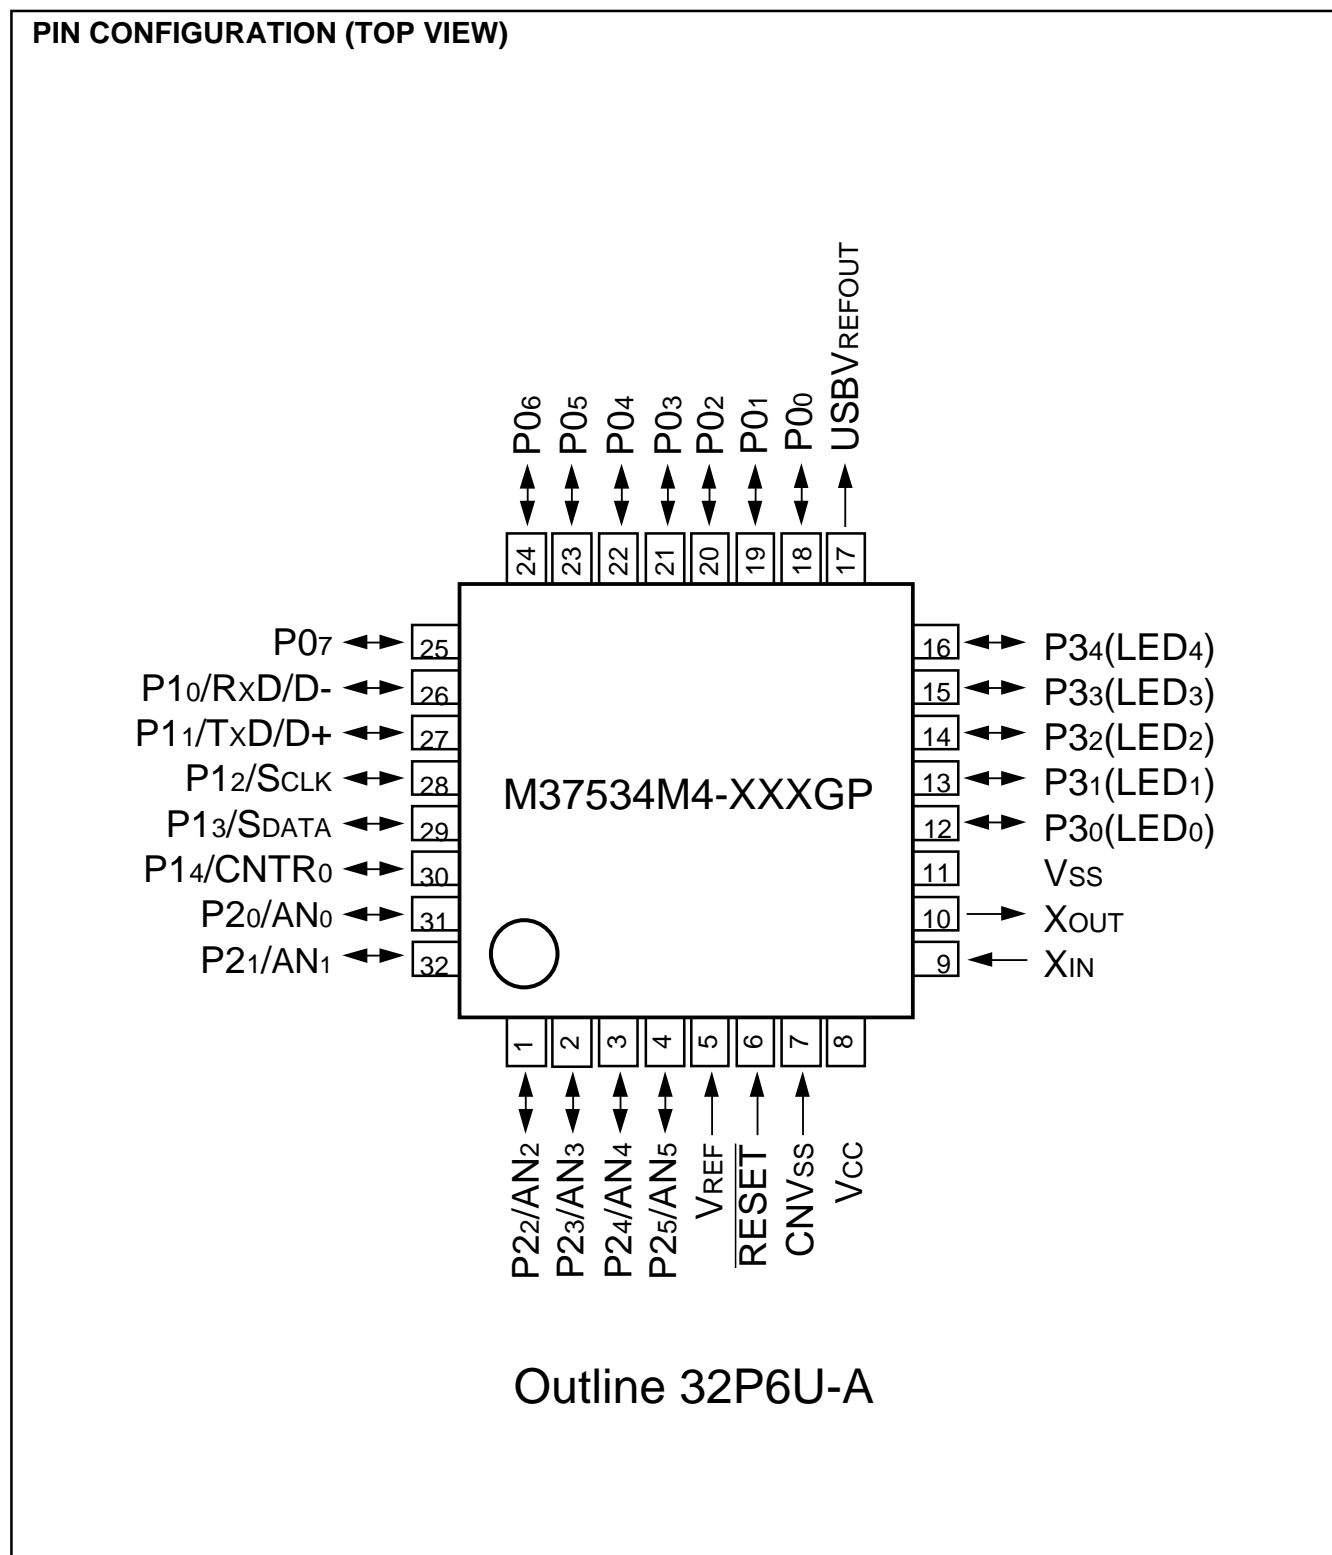 PIN CONFIGURATION (TOP VIEW)
P06
P05
P04
P03
P02
P01
P00
USBVREFOUT
24
23
22
21
20
19
18
17
P07
25
P10/RXD/D-
26
P11/TXD/D+
27
P12/SCLK
28
P13/SDATA
29
P14/CNTR0
30
P20/AN0
31
P21/AN1
32
M37534M4-XXXGP
16
P34(LED4)
15
P33(LED3)
14
P32(LED2)
13
P31(LED1)
12
P30(LED0)
11
VSS
10
XOUT
9
XIN
1
2
3
4
5
6
7
8
P22/AN2
P23/AN3
P24/AN4
P25/AN5
VREF
RESET
CNVSS
VCC
Outline 32P6U-A